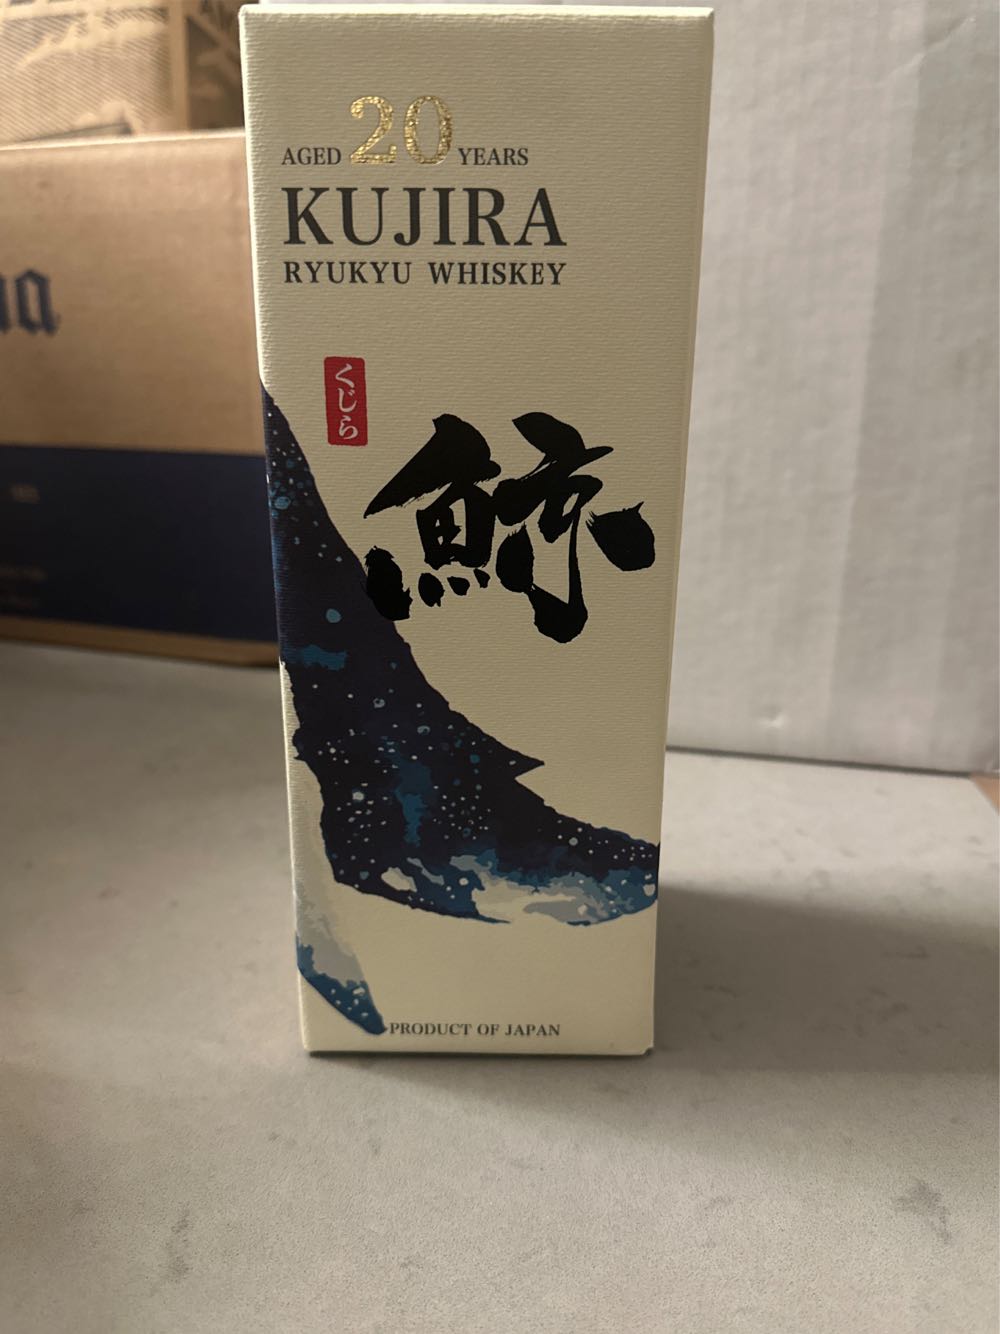 AGED 20 YEARS
KUJIRA
RYUKYU WHISKEY
くじら
鯨
PRODUCT OF JAPAN